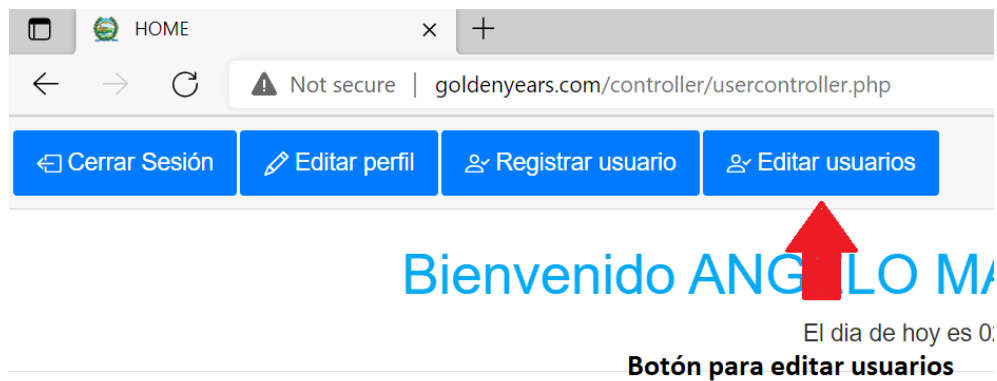 HOME
Not secure | goldenyears.com/controller/usercontroller.php
Cerrar Sesión Editar perfil Registrar usuario Editar usuarios
Bienvenido
El dia de hoy es
Botón para editar usuarios